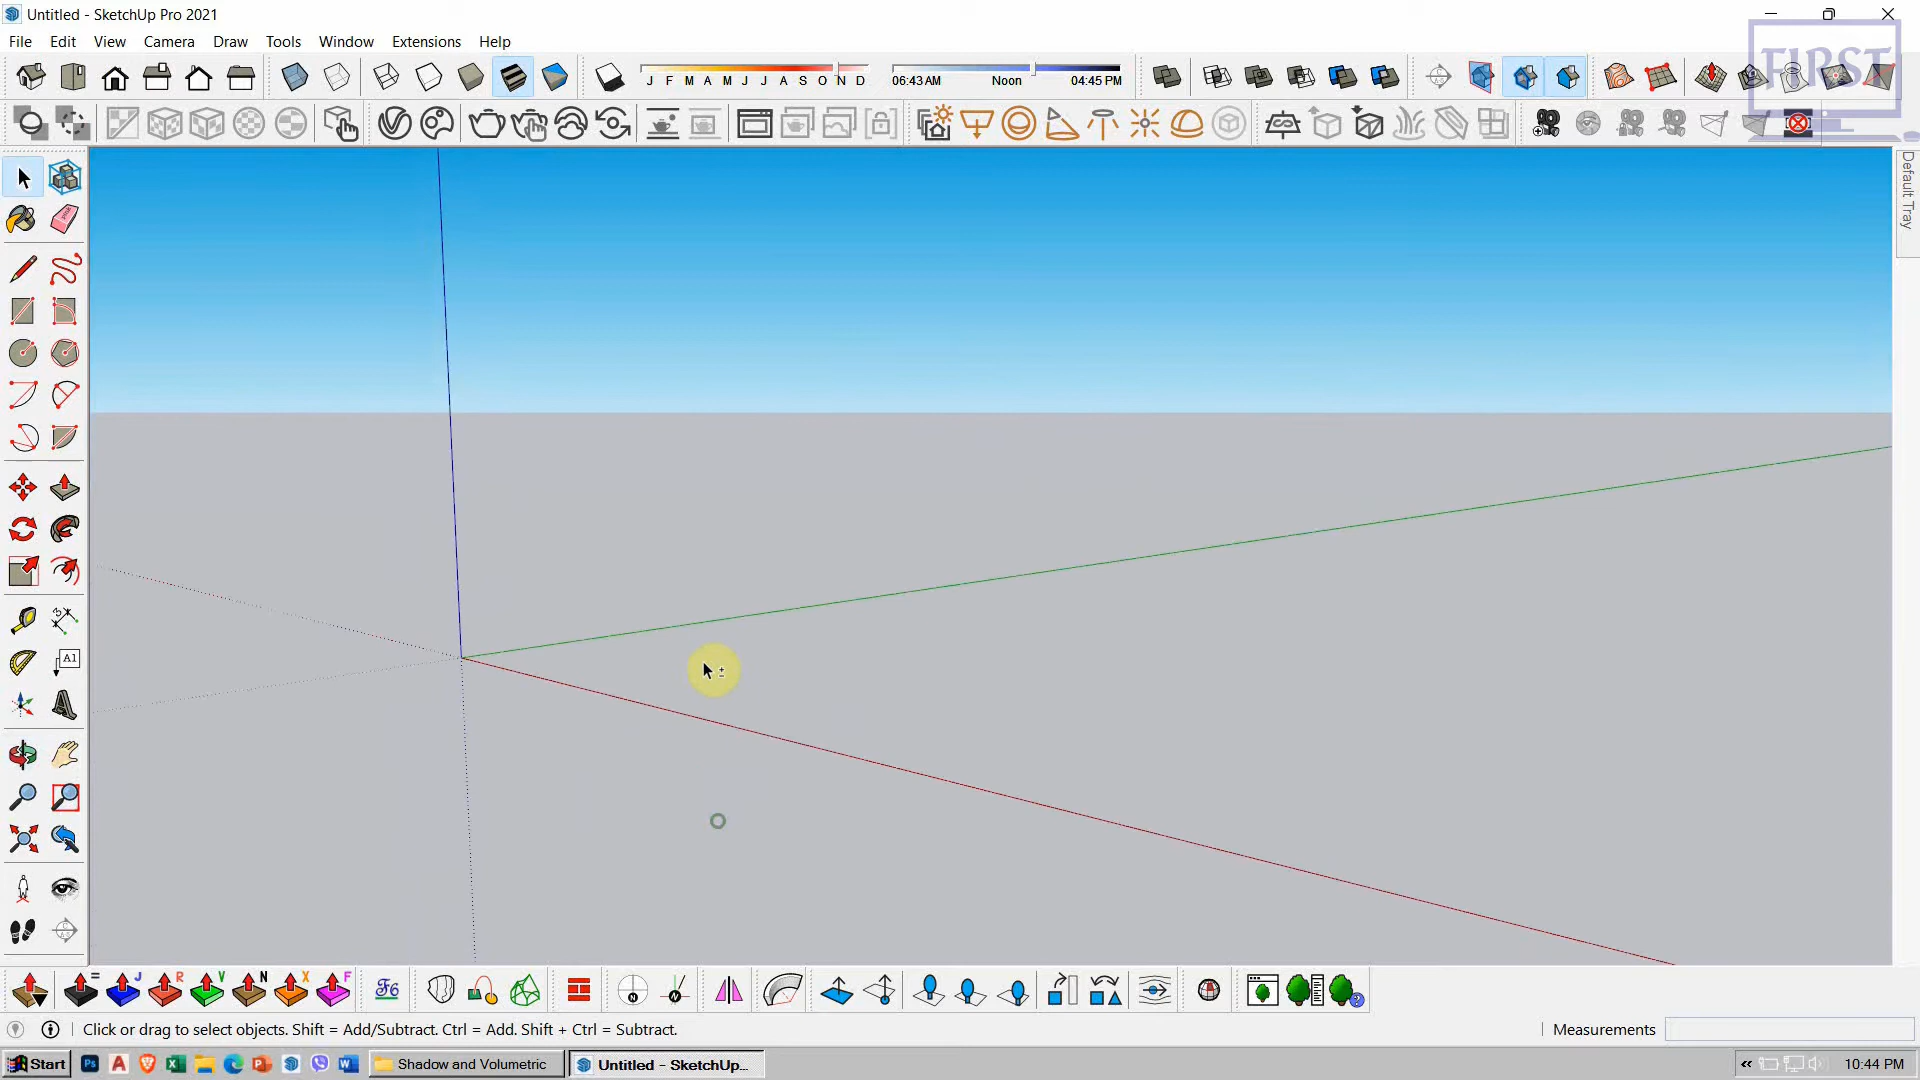 Untitled - SketchUp Pro 2021
File Edit View Camera Draw Tools Window Extensions Help
FIRST
J F M A M J J A S O N D
06:43 AM Noon 04:45 PM
Default Tray
A1
= J R V N X F
F6
N N
Click or drag to select objects. Shift = Add/Subtract. Ctrl = Add. Shift + Ctrl = Subtract.
Measurements
Start
Shadow and Volumetric
Untitled - SketchUp...
10:44 PM